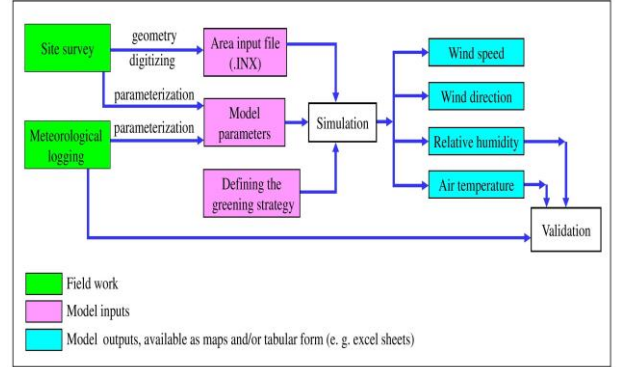 Site survey
geometry
digitizing
Area input file
(.INX)
Wind speed
parameterization
Wind direction
Meteorological
logging
parameterization
Model
parameters
Simulation
Relative humidity
Defining the
greening strategy
Air temperature
Validation
Field work
Model inputs
Model outputs, available as maps and/or tabular form (e. g. excel sheets)